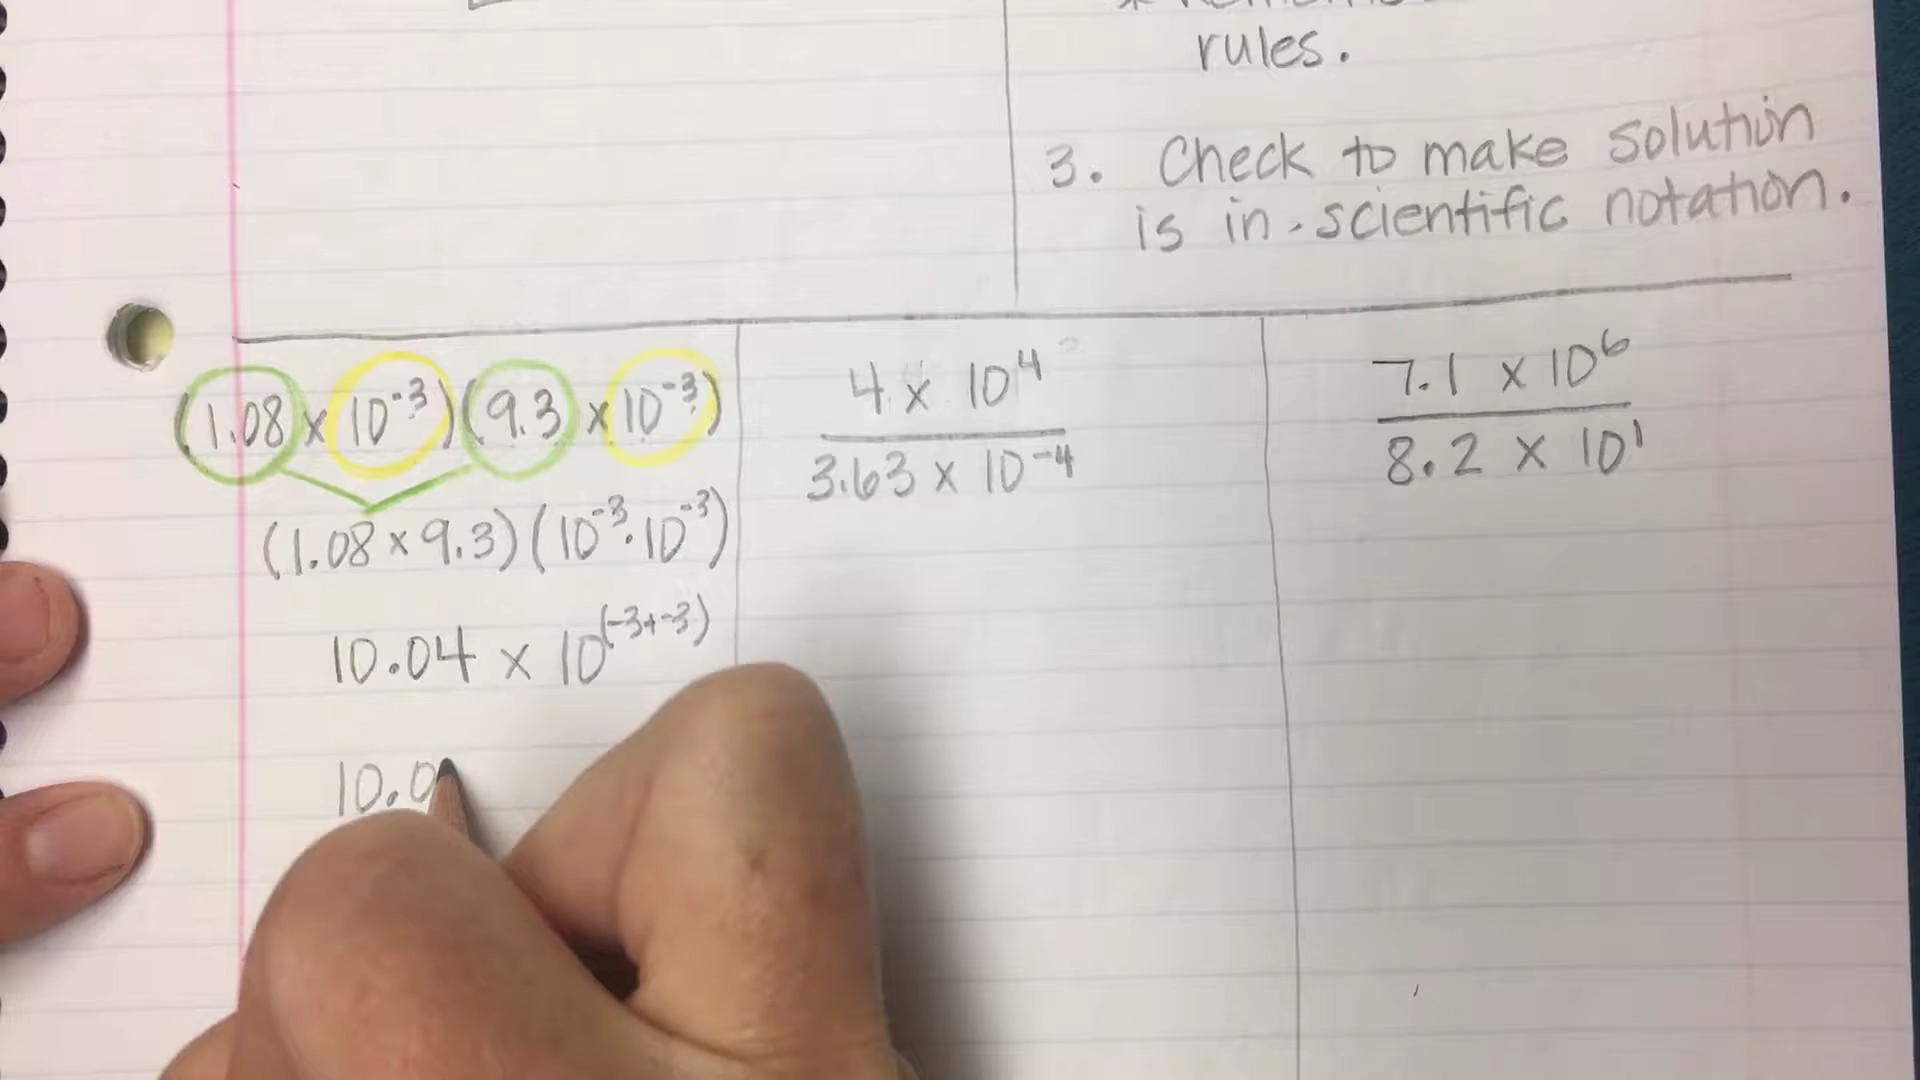 rules.
3. Check to make solution
is in scientific notation.
(1.08 x 10⁻³)(9.3 x 10⁻³)
(1.08 x 9.3)(10⁻³·10⁻³)
10.04 x 10⁽⁻³⁺⁻³⁾
10.0
4 x 10⁴
3.63 x 10⁻⁴
7.1 x 10⁶
8.2 x 10¹